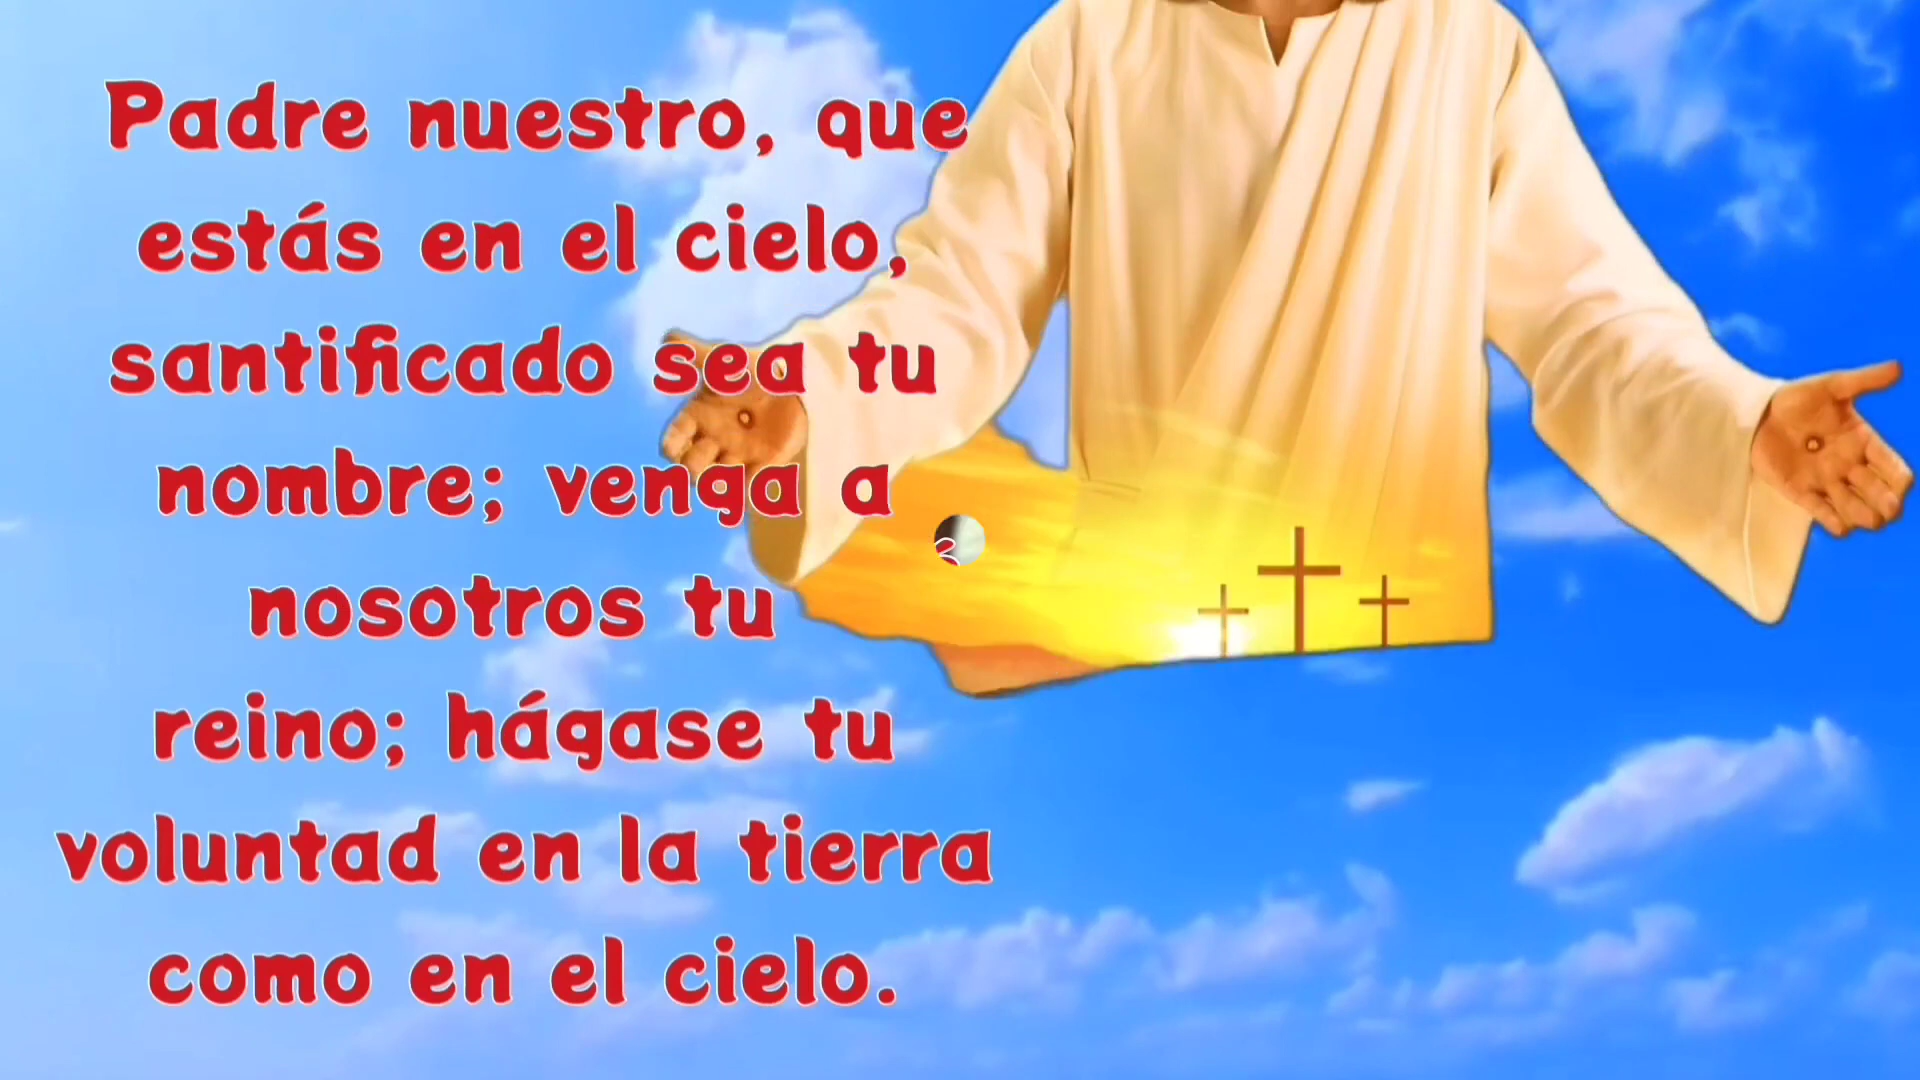 Padre nuestro, que
estás en el cielo,
santificado sea tu
nombre; venga a
nosotros tu
reino; hágase tu
voluntad en la tierra
como en el cielo.